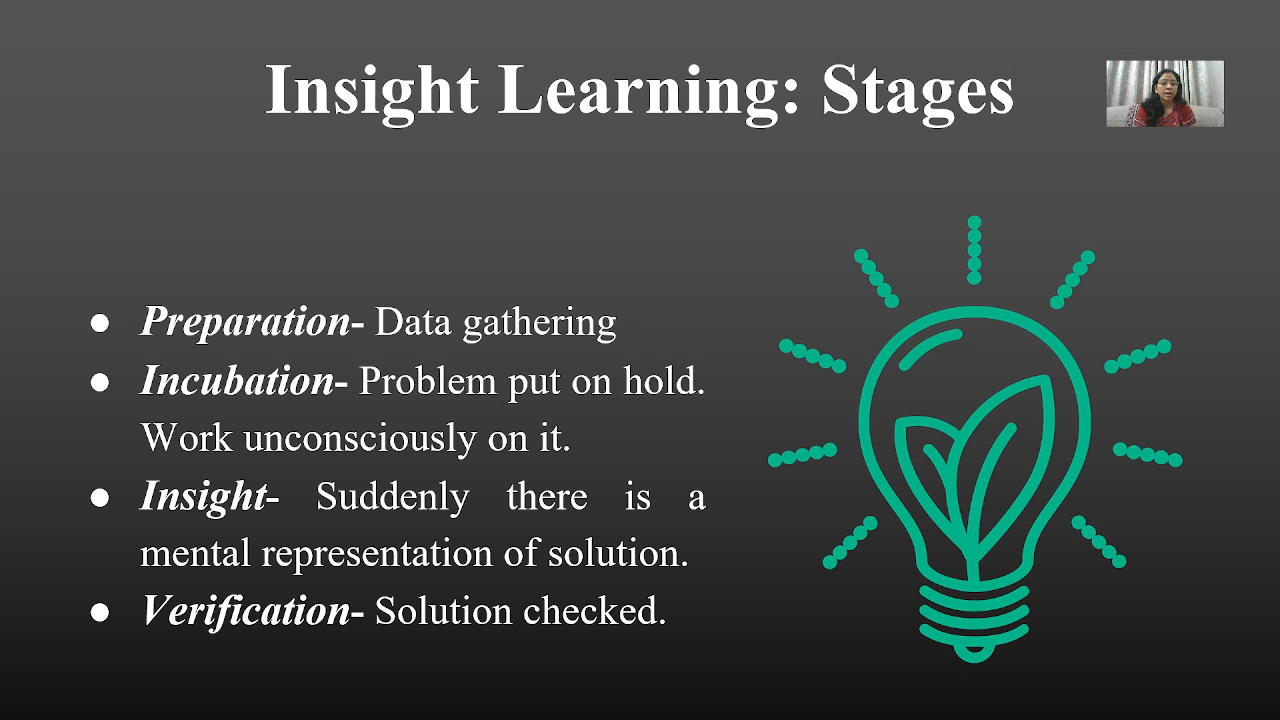 Insight Learning: Stages
● Preparation- Data gathering
● Incubation- Problem put on hold.
Work unconsciously on it.
● Insight- Suddenly there is a
mental representation of solution.
● Verification- Solution checked.